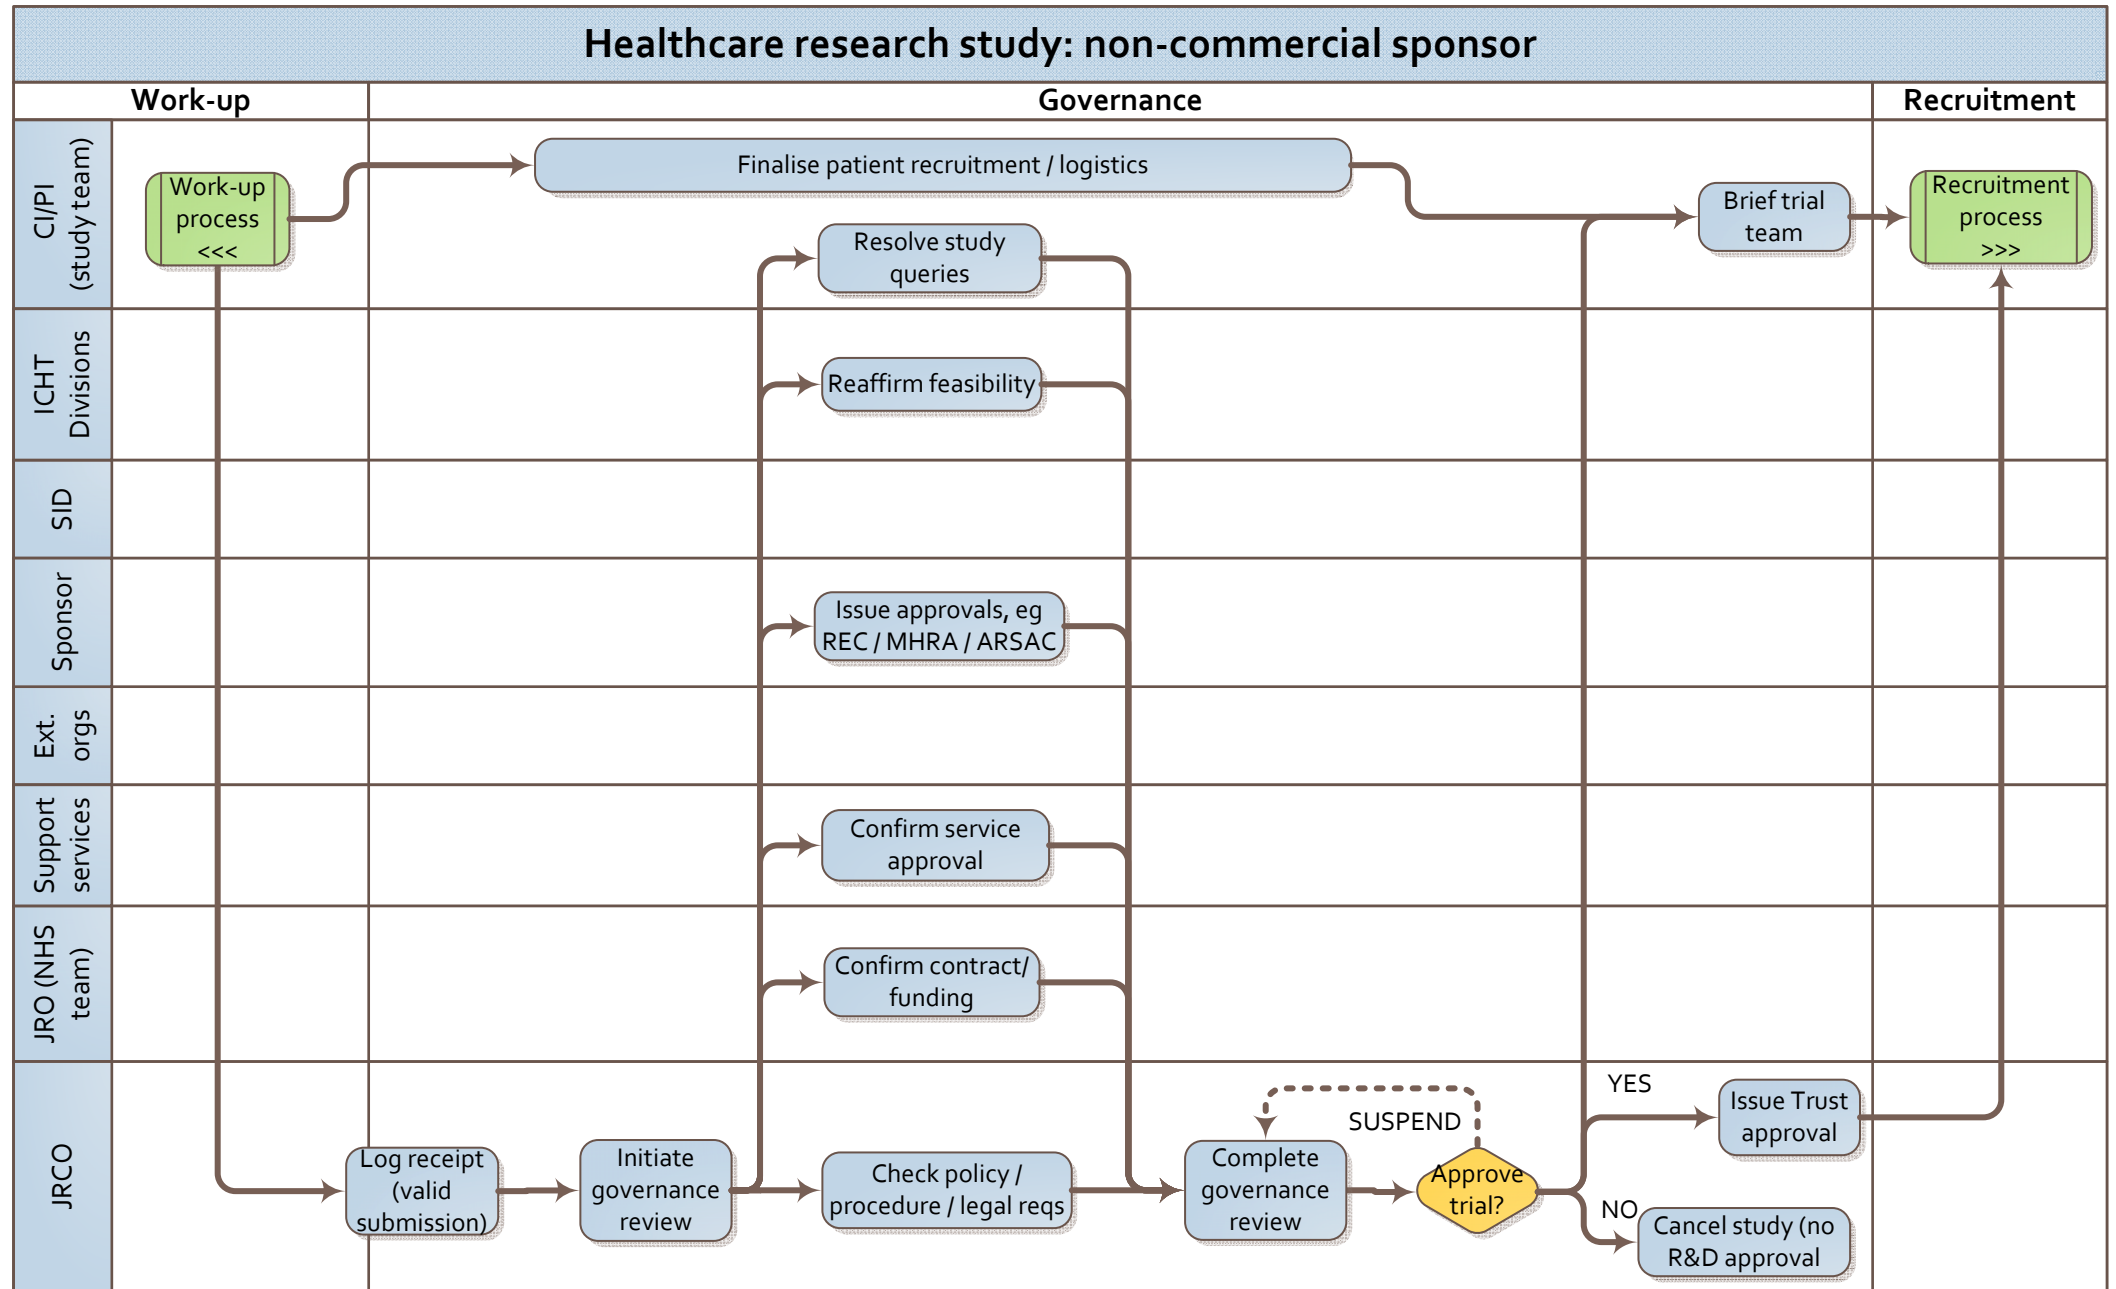 Healthcare research study: non-commercial sponsor
Work-up
Governance
Recruitment
CI/PI
(study team)
Work-up
process
<<<
Finalise patient recruitment / logistics
Resolve study
queries
Brief trial
team
Recruitment
process
>>>
ICHT
Divisions
Reaffirm feasibility
SID
Sponsor
Issue approvals, eg
REC / MHRA / ARSAC
Ext.
orgs
Support
services
Confirm service
approval
JRO (NHS
team)
Confirm contract/
funding
JRCO
Log receipt
(valid
submission)
Initiate
governance
review
Check policy /
procedure / legal reqs
Complete
governance
review
SUSPEND
Approve
trial?
YES
Issue Trust
approval
NO
Cancel study (no
R&D approval